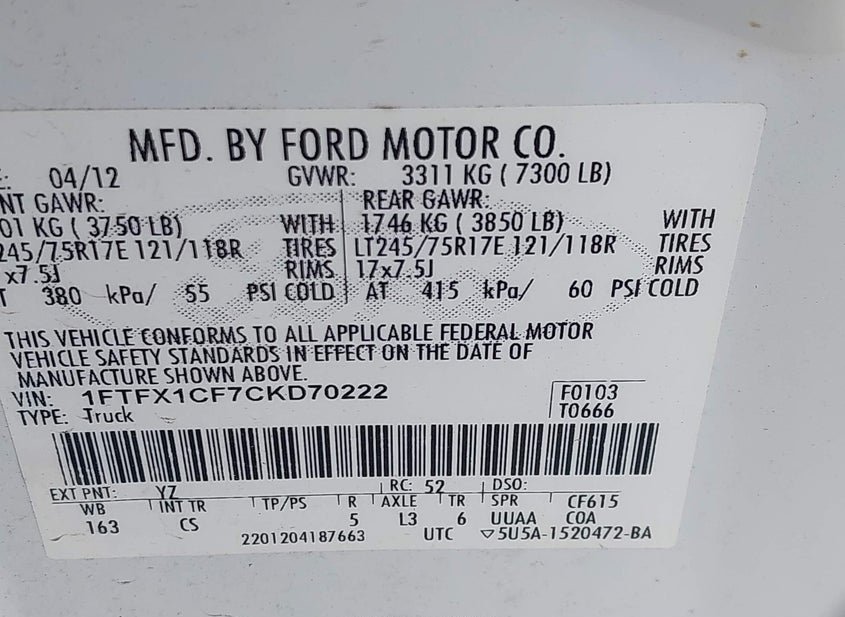 MFD. BY FORD MOTOR CO.
E: 04/12 GVWR: 3311 KG ( 7300 LB)
NT GAWR: REAR GAWR:
01 KG ( 3750 LB) WITH 1746 KG ( 3850 LB) WITH
245/75R17E 121/118R TIRES LT245/75R17E 121/118R TIRES
x7.5J RIMS 17x7.5J RIMS
T 380 kPa/ 55 PSI COLD AT 415 kPa/ 60 PSI COLD
THIS VEHICLE CONFORMS TO ALL APPLICABLE FEDERAL MOTOR
VEHICLE SAFETY STANDARDS IN EFFECT ON THE DATE OF
MANUFACTURE SHOWN ABOVE.
VIN: 1FTFX1CF7CKD70222 F0103
TYPE: Truck T0666
EXT PNT: YZ RC: 52 DSO:
WB INT TR TP/PS R AXLE TR SPR CF615
163 CS 5 L3 6 UUAA COA
2201204187663 UTC ▽5U5A-1520472-BA